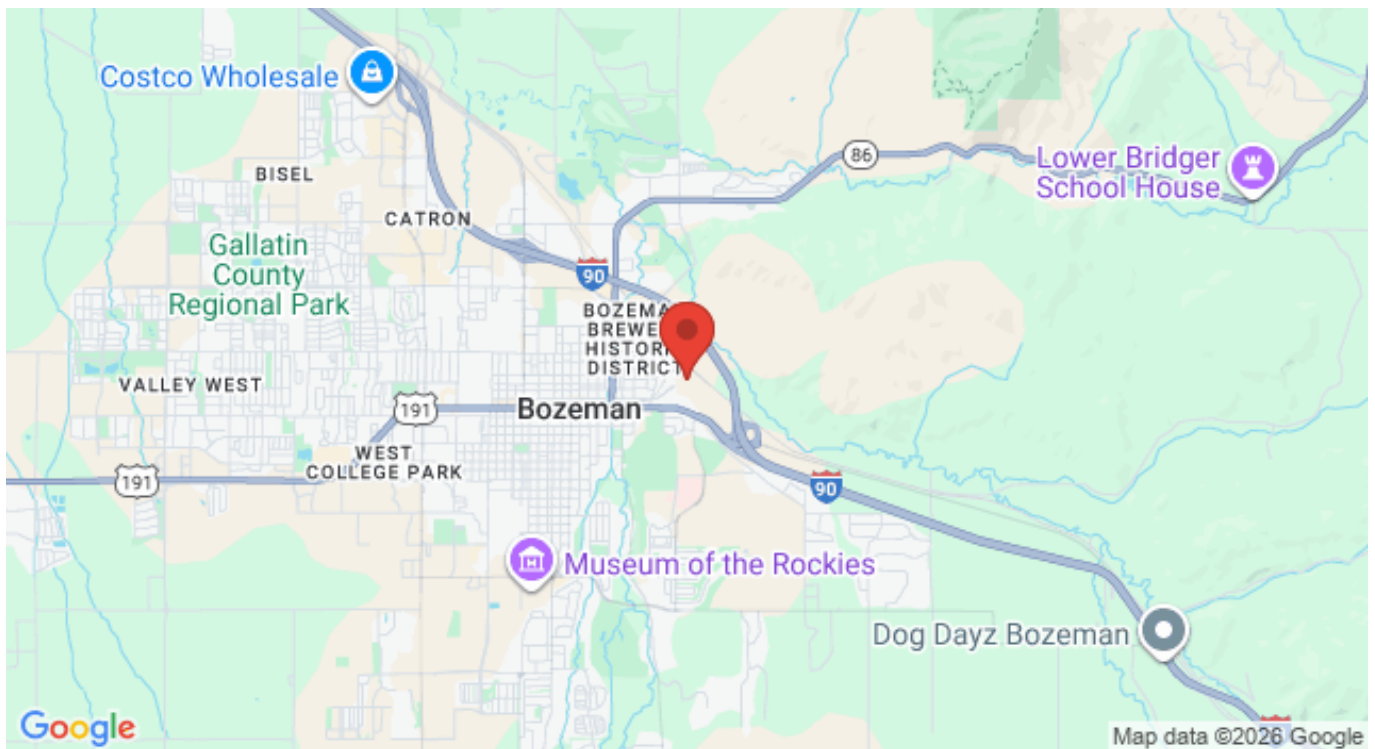 Costco Wholesale
86
Lower Bridger
School House
BISEL
CATRON
Gallatin
County
Regional Park
90
BOZEMA
BREWE
HISTOR
DISTRICT
VALLEY WEST
191
Bozeman
WEST
COLLEGE PARK
191
90
Museum of the Rockies
Dog Dayz Bozeman
Google
Map data ©2026 Google